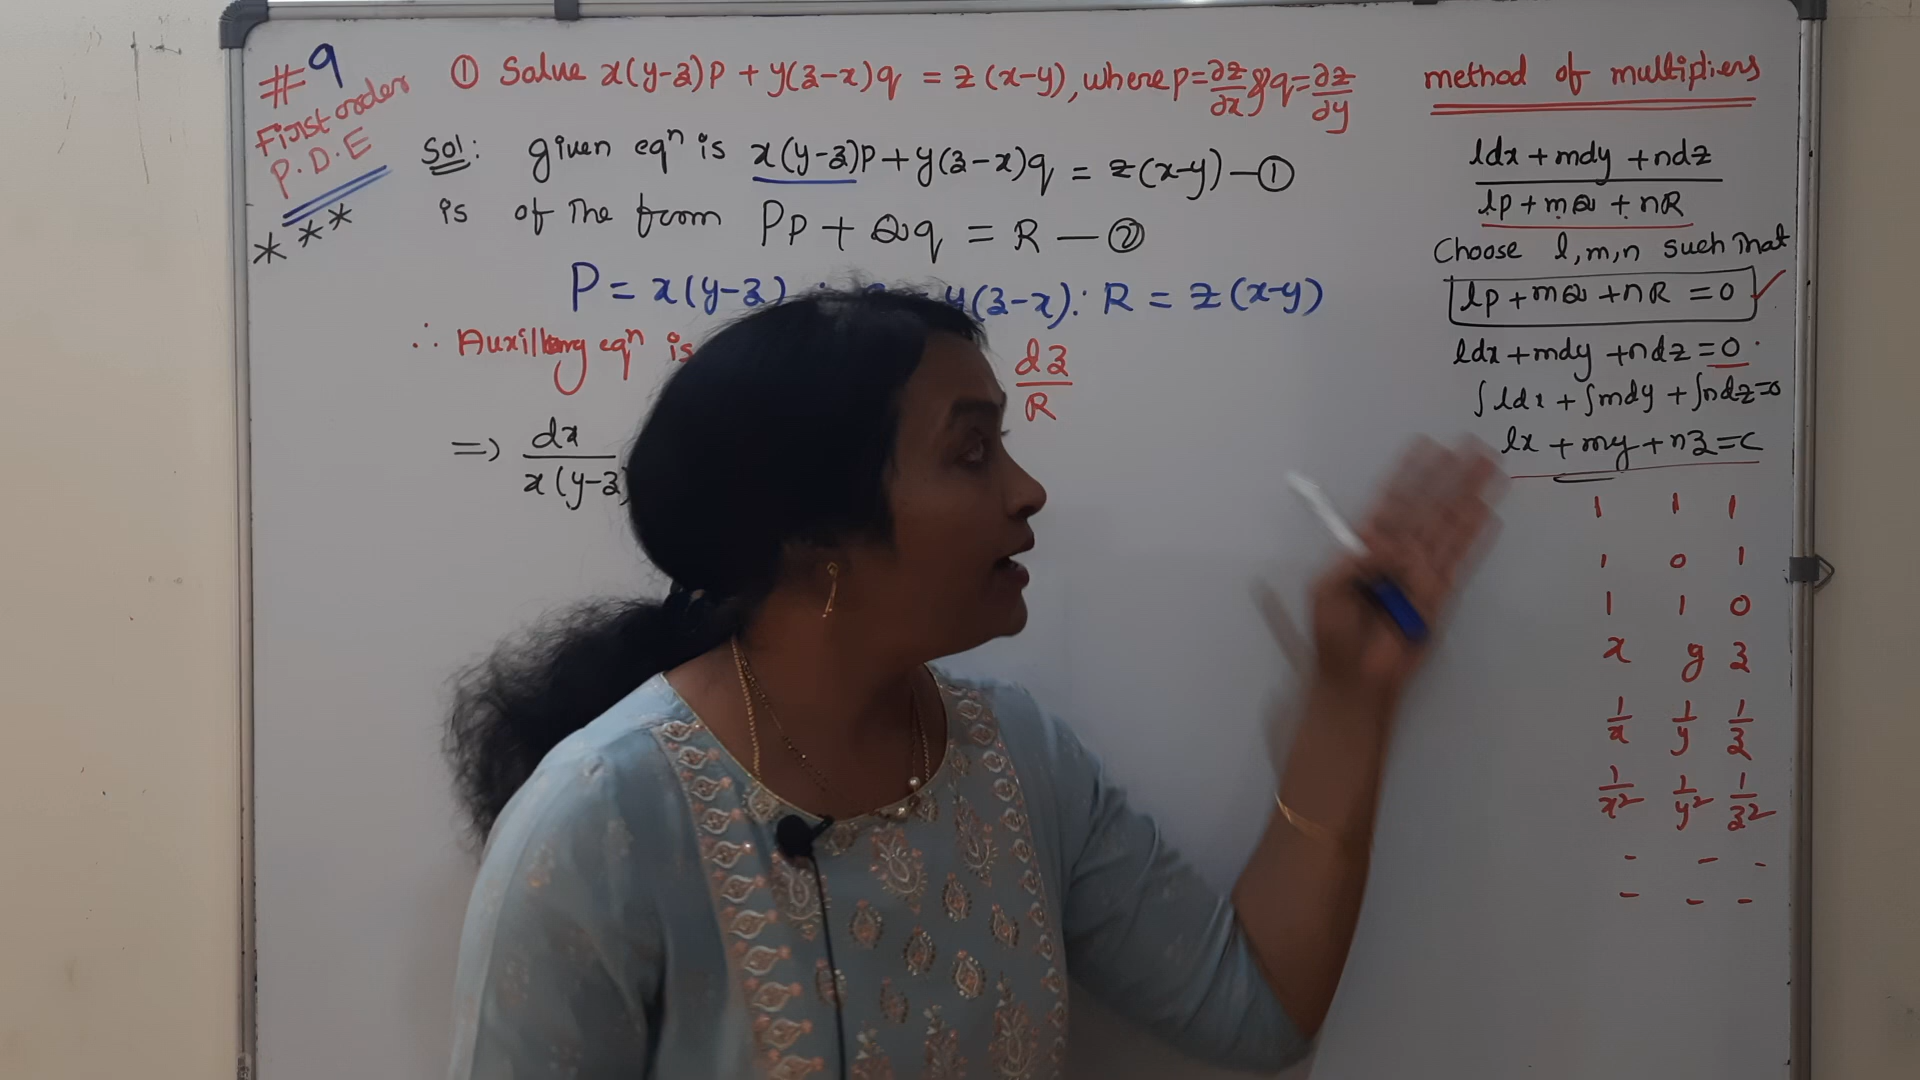 #9
First order
P.D.E
***
① Solve x(y-z)p + y(z-x)q = z(x-y), where p=∂z/∂x & q=∂z/∂y
Sol: given eqⁿ is x(y-z)p + y(z-x)q = z(x-y) — ①
is of the form Pp + Qq = R — ②
P = x(y-z) : y(z-x) : R = z(x-y)
∴ Auxillary eqⁿ is dz/R
=> dx/x(y-z)
method of multipliers
ldx + mdy + ndz / lp + mQ + nR
Choose l,m,n such that
lp + mQ + nR = 0 ✓
ldx + mdy + ndz = 0
∫ldx + ∫mdy + ∫ndz=0
lx + my + nz = c
1 1 1
1 0 1
1 1 0
x y z
1/x 1/y 1/z
1/x² 1/y² 1/z²
- - -
- - -